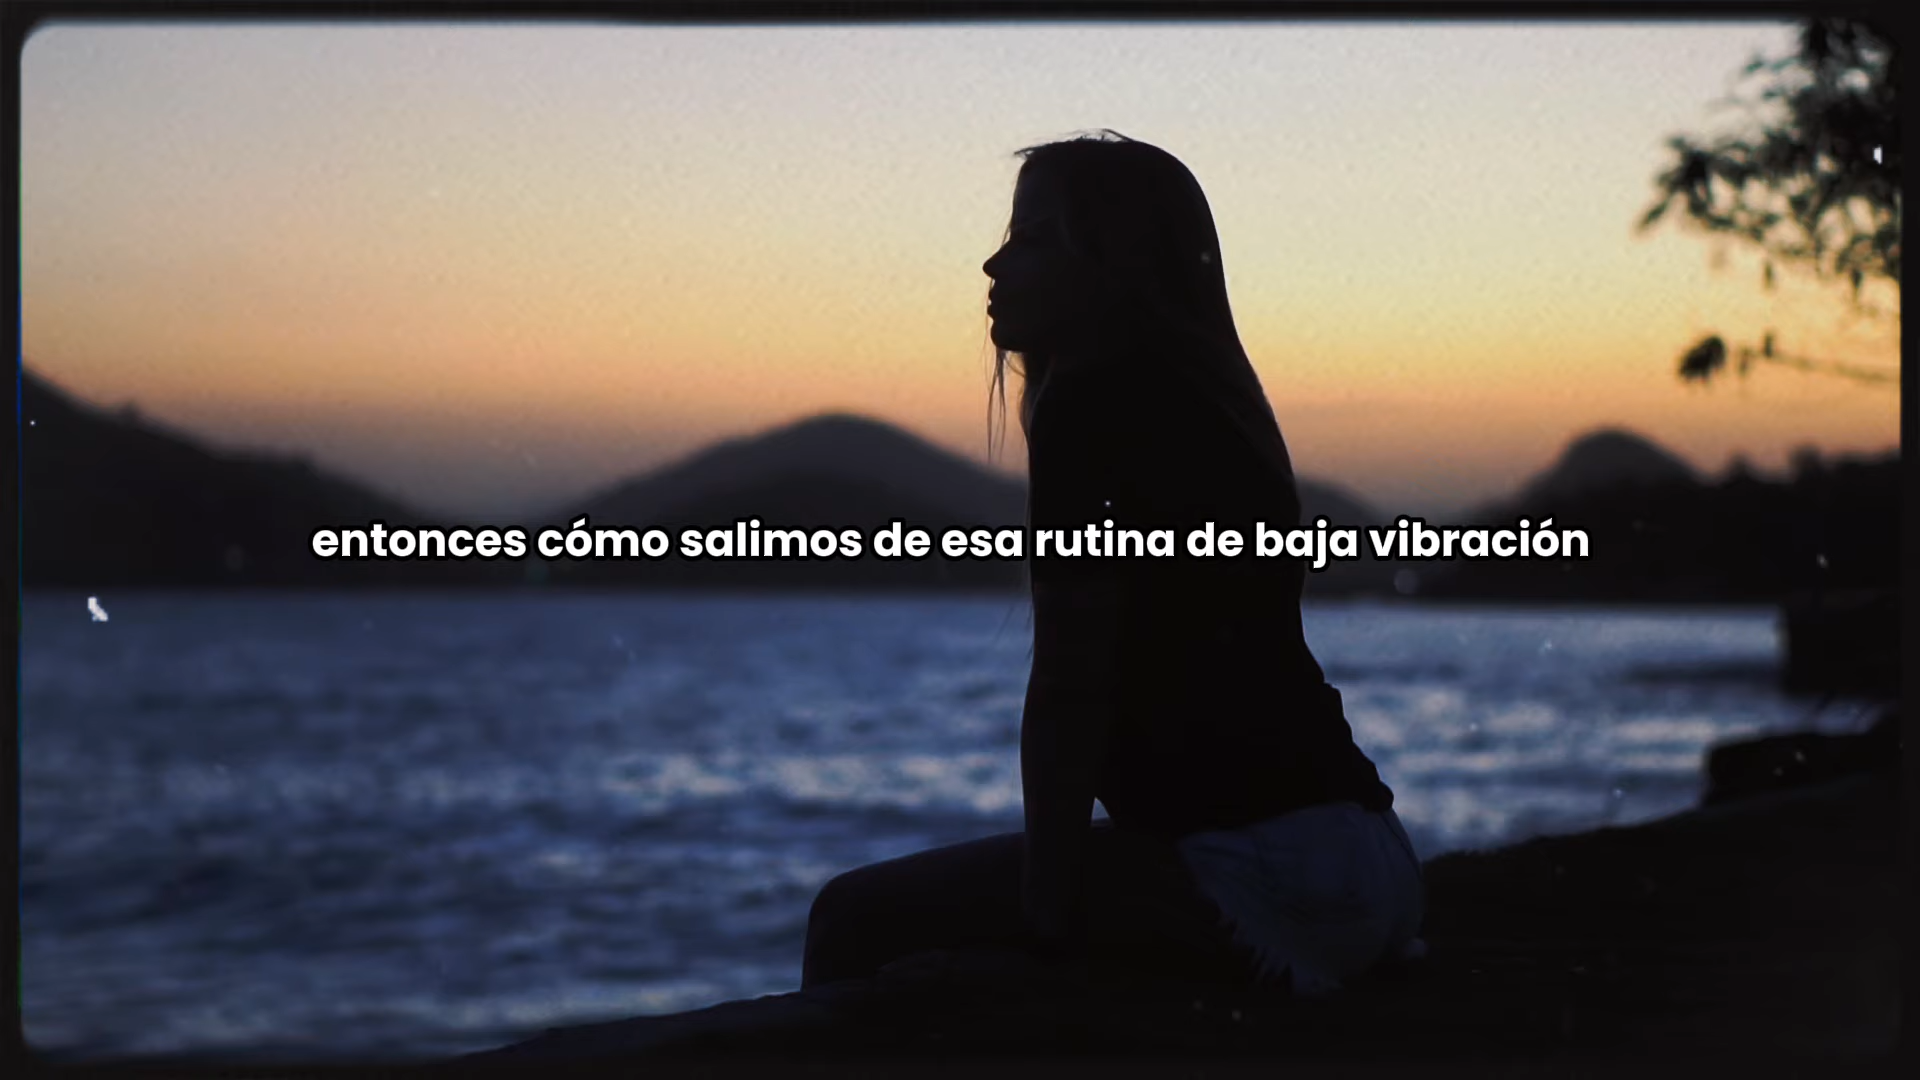 entonces cómo salimos de esa rutina de baja vibración